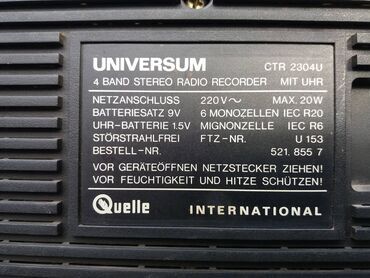 UNIVERSUM CTR 2304U
4 BAND STEREO RADIO RECORDER MIT UHR
NETZANSCHLUSS 220V~ MAX. 20W
BATTERIESATZ 9V 6 MONOZELLEN IEC R20
UHR-BATTERIE 1.5V MIGNONZELLE IEC R6
STÖRSTRAHLFREI FTZ-NR. U 153
BESTELL-NR. 521. 855 7
VOR GERÄTEÖFFNEN NETZSTECKER ZIEHEN!
VOR FEUCHTIGKEIT UND HITZE SCHÜTZEN!
Quelle INTERNATIONAL